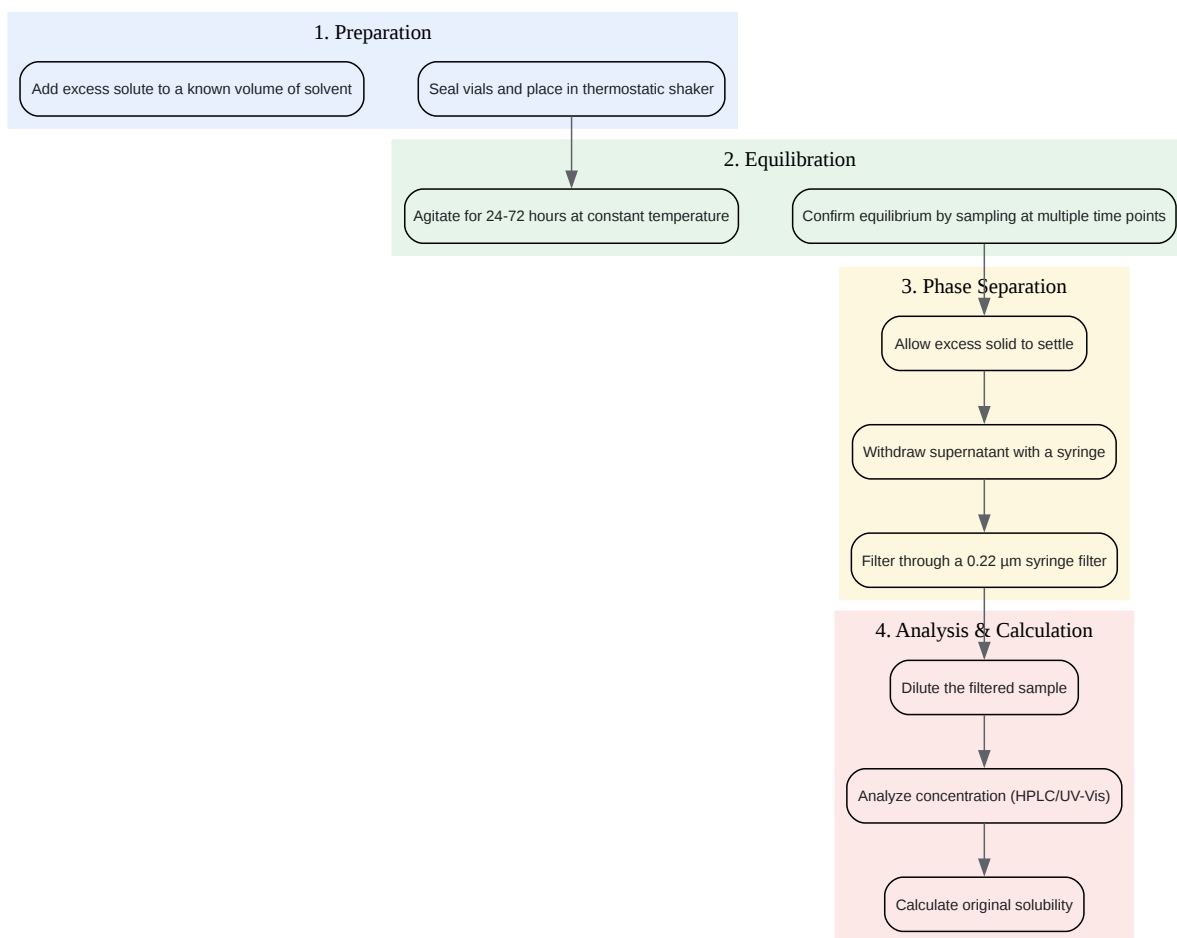 1. Preparation
Add excess solute to a known volume of solvent
Seal vials and place in thermostatic shaker
2. Equilibration
Agitate for 24-72 hours at constant temperature
Confirm equilibrium by sampling at multiple time points
3. Phase Separation
Allow excess solid to settle
Withdraw supernatant with a syringe
Filter through a 0.22 µm syringe filter
4. Analysis & Calculation
Dilute the filtered sample
Analyze concentration (HPLC/UV-Vis)
Calculate original solubility